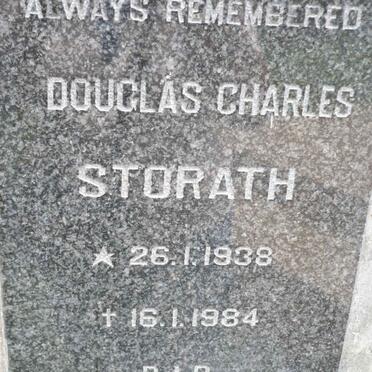 ALWAYS REMEMBERED
DOUGLAS CHARLES
STORATH
★ 26.1.1938
† 16.1.1984
R.I.P.